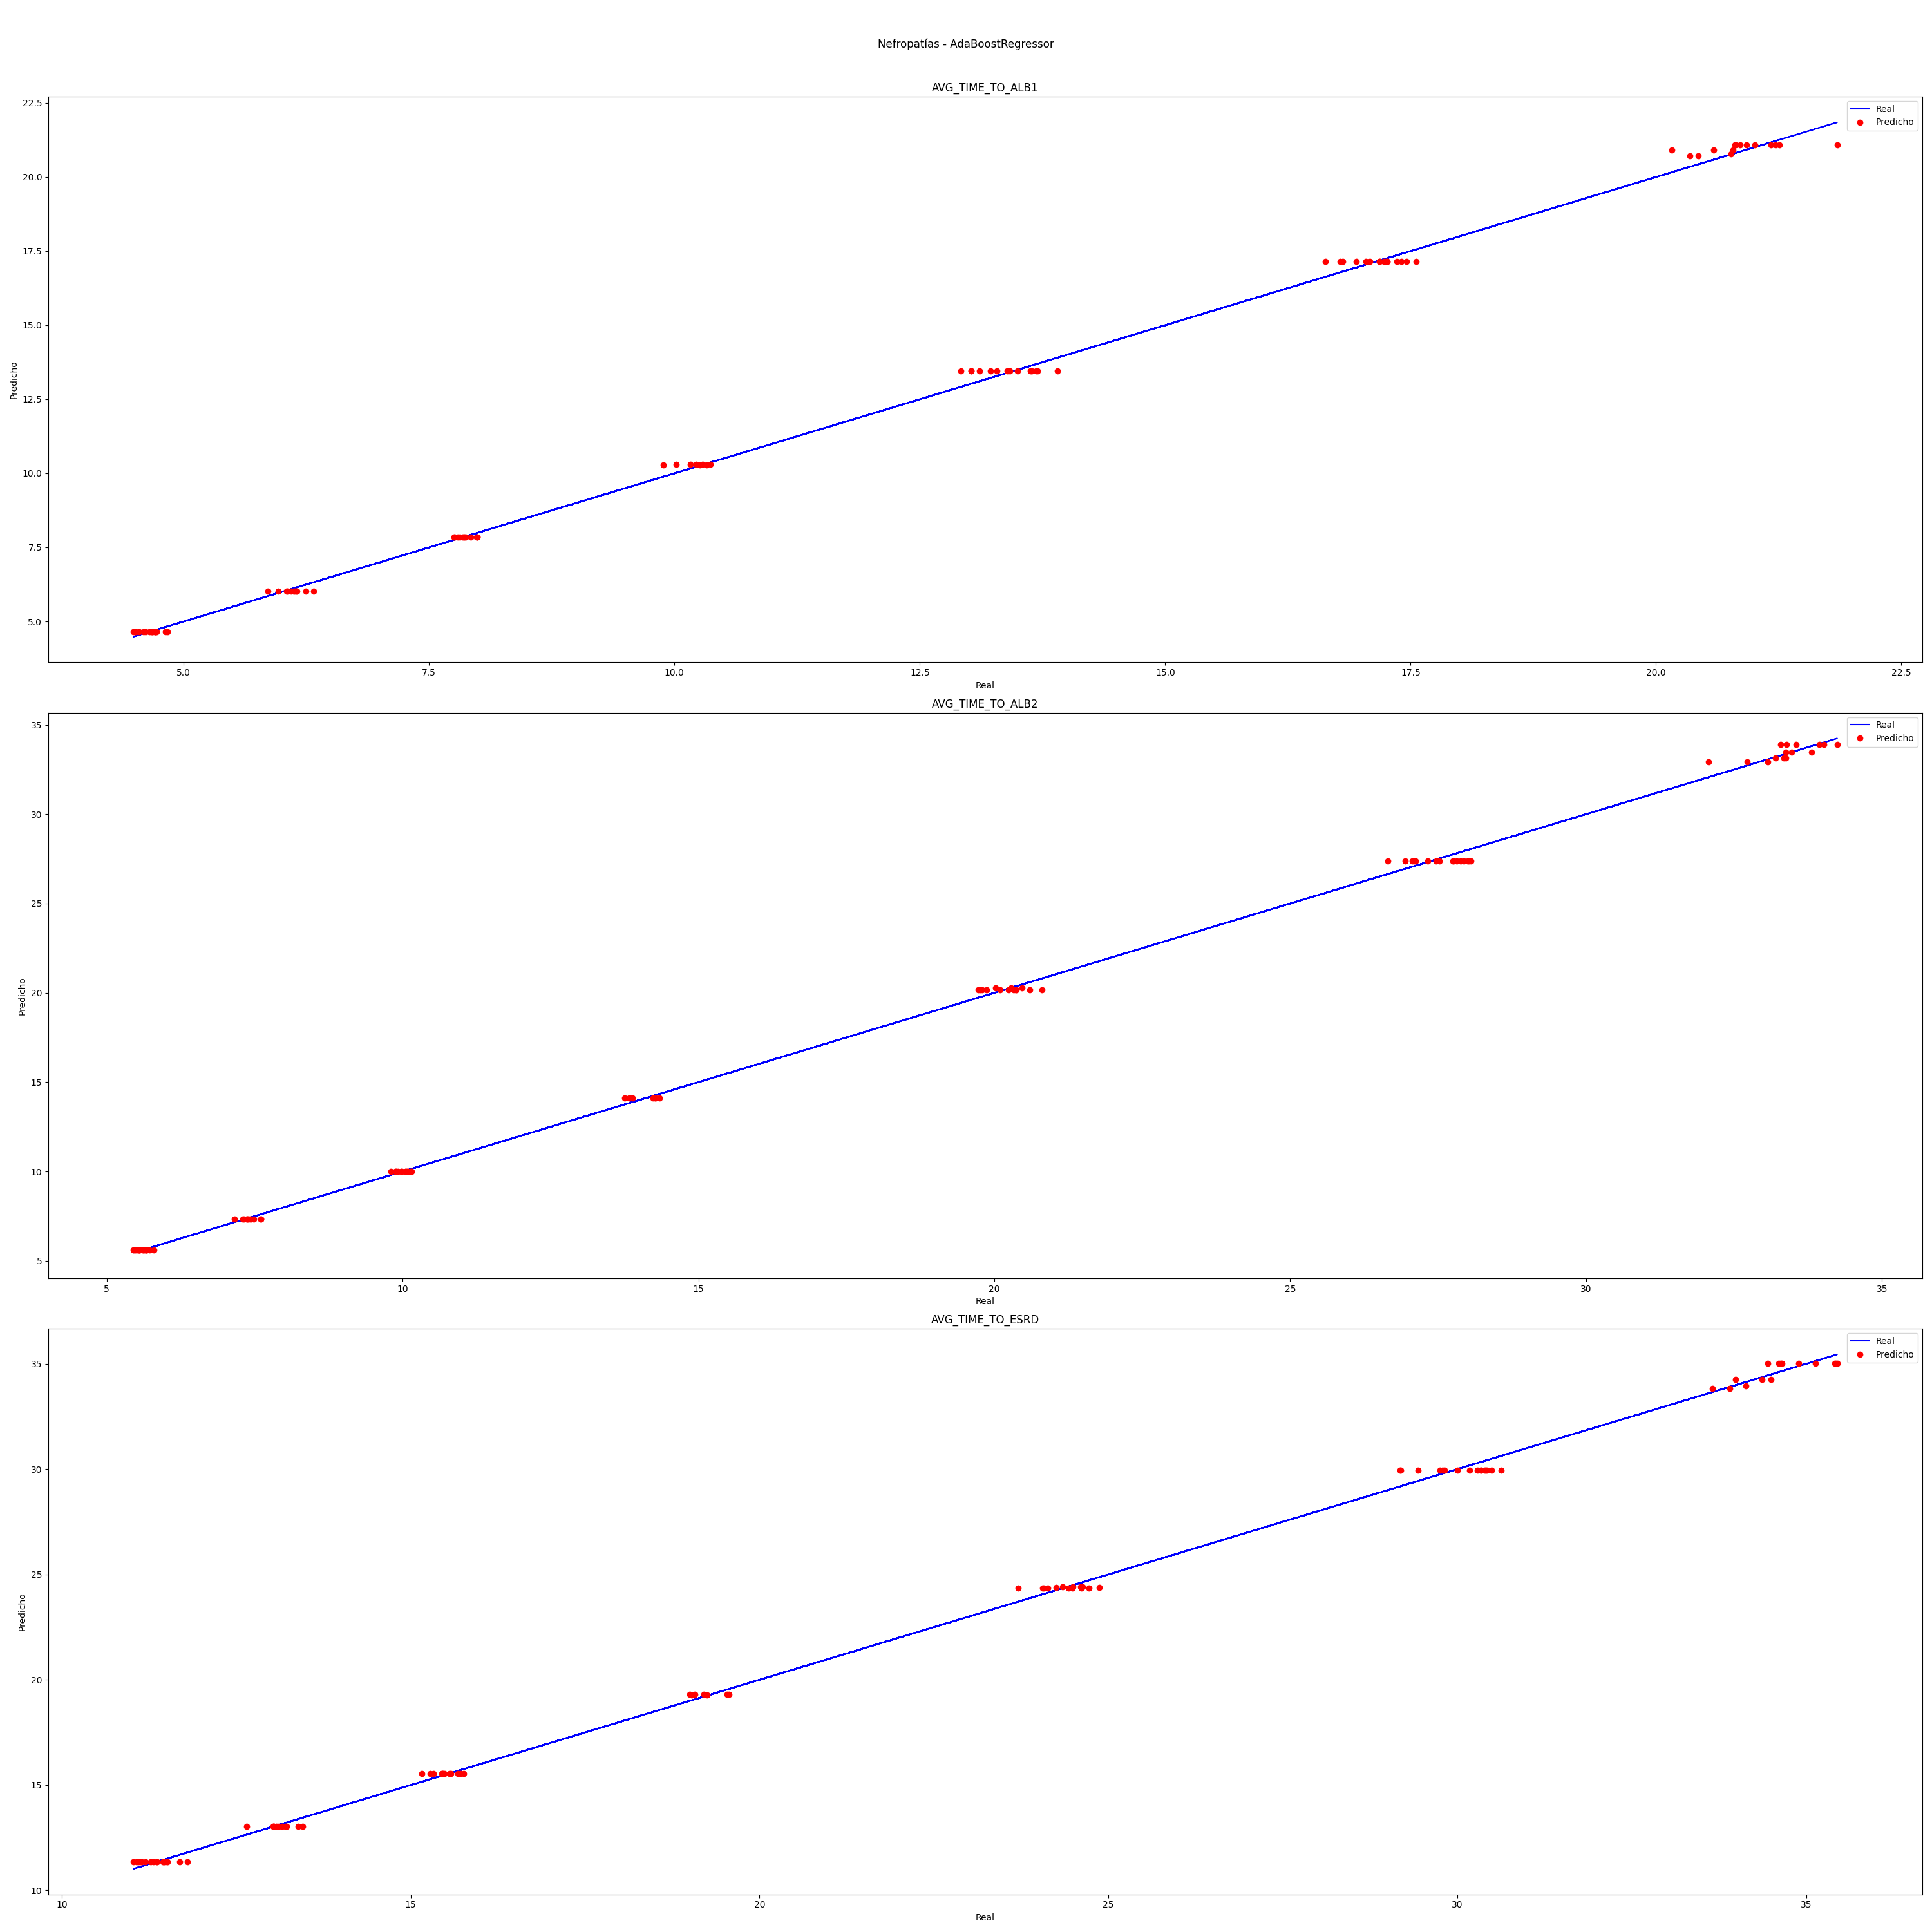 Nefropatías - AdaBoostRegressor
AVG_TIME_TO_ALB1
22.5
20.0
17.5
15.0
12.5
10.0
7.5
5.0
Predicho
Real
Predicho
5.0 7.5 10.0 12.5 15.0 17.5 20.0 22.5
Real
AVG_TIME_TO_ALB2
35
30
25
20
15
10
5
Predicho
Real
Predicho
5 10 15 20 25 30 35
Real
AVG_TIME_TO_ESRD
35
30
25
20
15
10
Predicho
Real
Predicho
10 15 20 25 30 35
Real